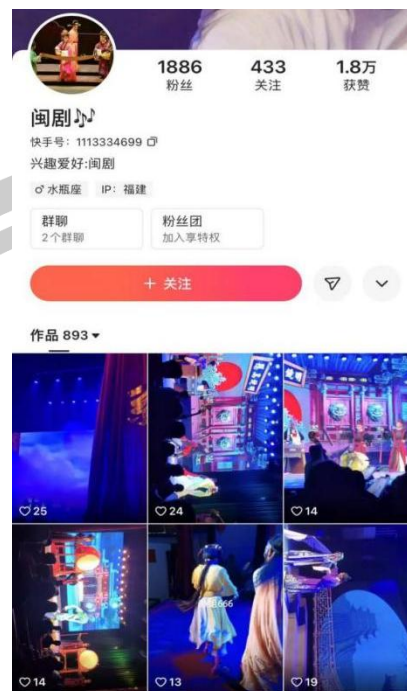 1886 433 1.8万
粉丝 关注 获赞
闽剧
快手号：1113334699
兴趣爱好:闽剧
水瓶座 IP：福建
群聊 粉丝团
2个群聊 加入享特权
+ 关注
作品 893
25 24 14
666
14 13 19